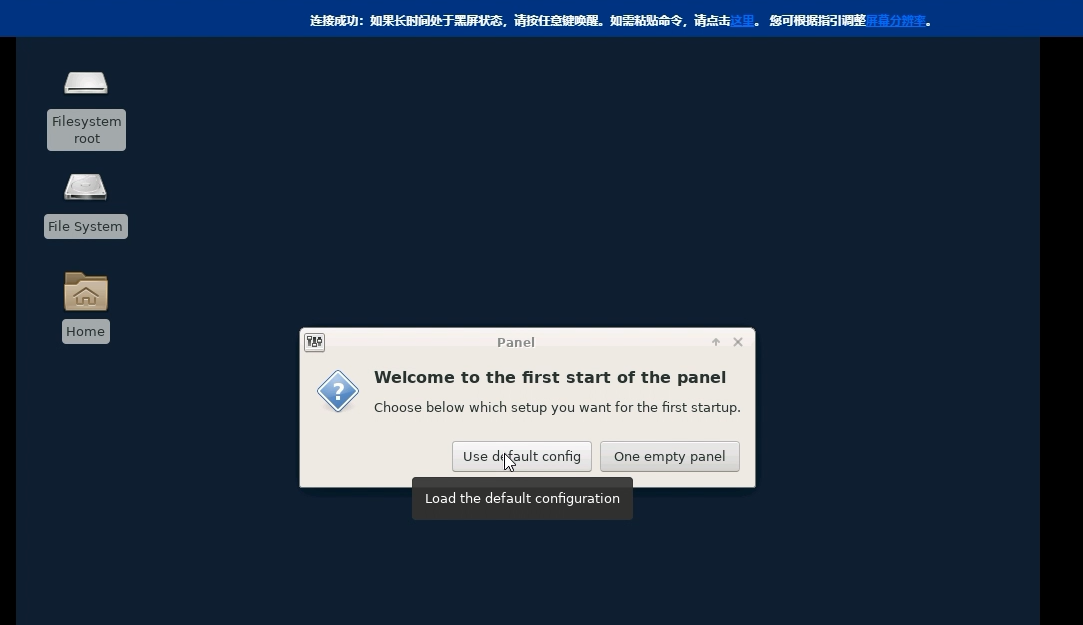 连接成功：如果长时间处于黑屏状态，请按任意键唤醒。如需粘贴命令，请点击这里。 您可根据指引调整屏幕分辨率。
Filesystem
root
File System
Home
Panel
Welcome to the first start of the panel
Choose below which setup you want for the first startup.
Use default config
One empty panel
Load the default configuration